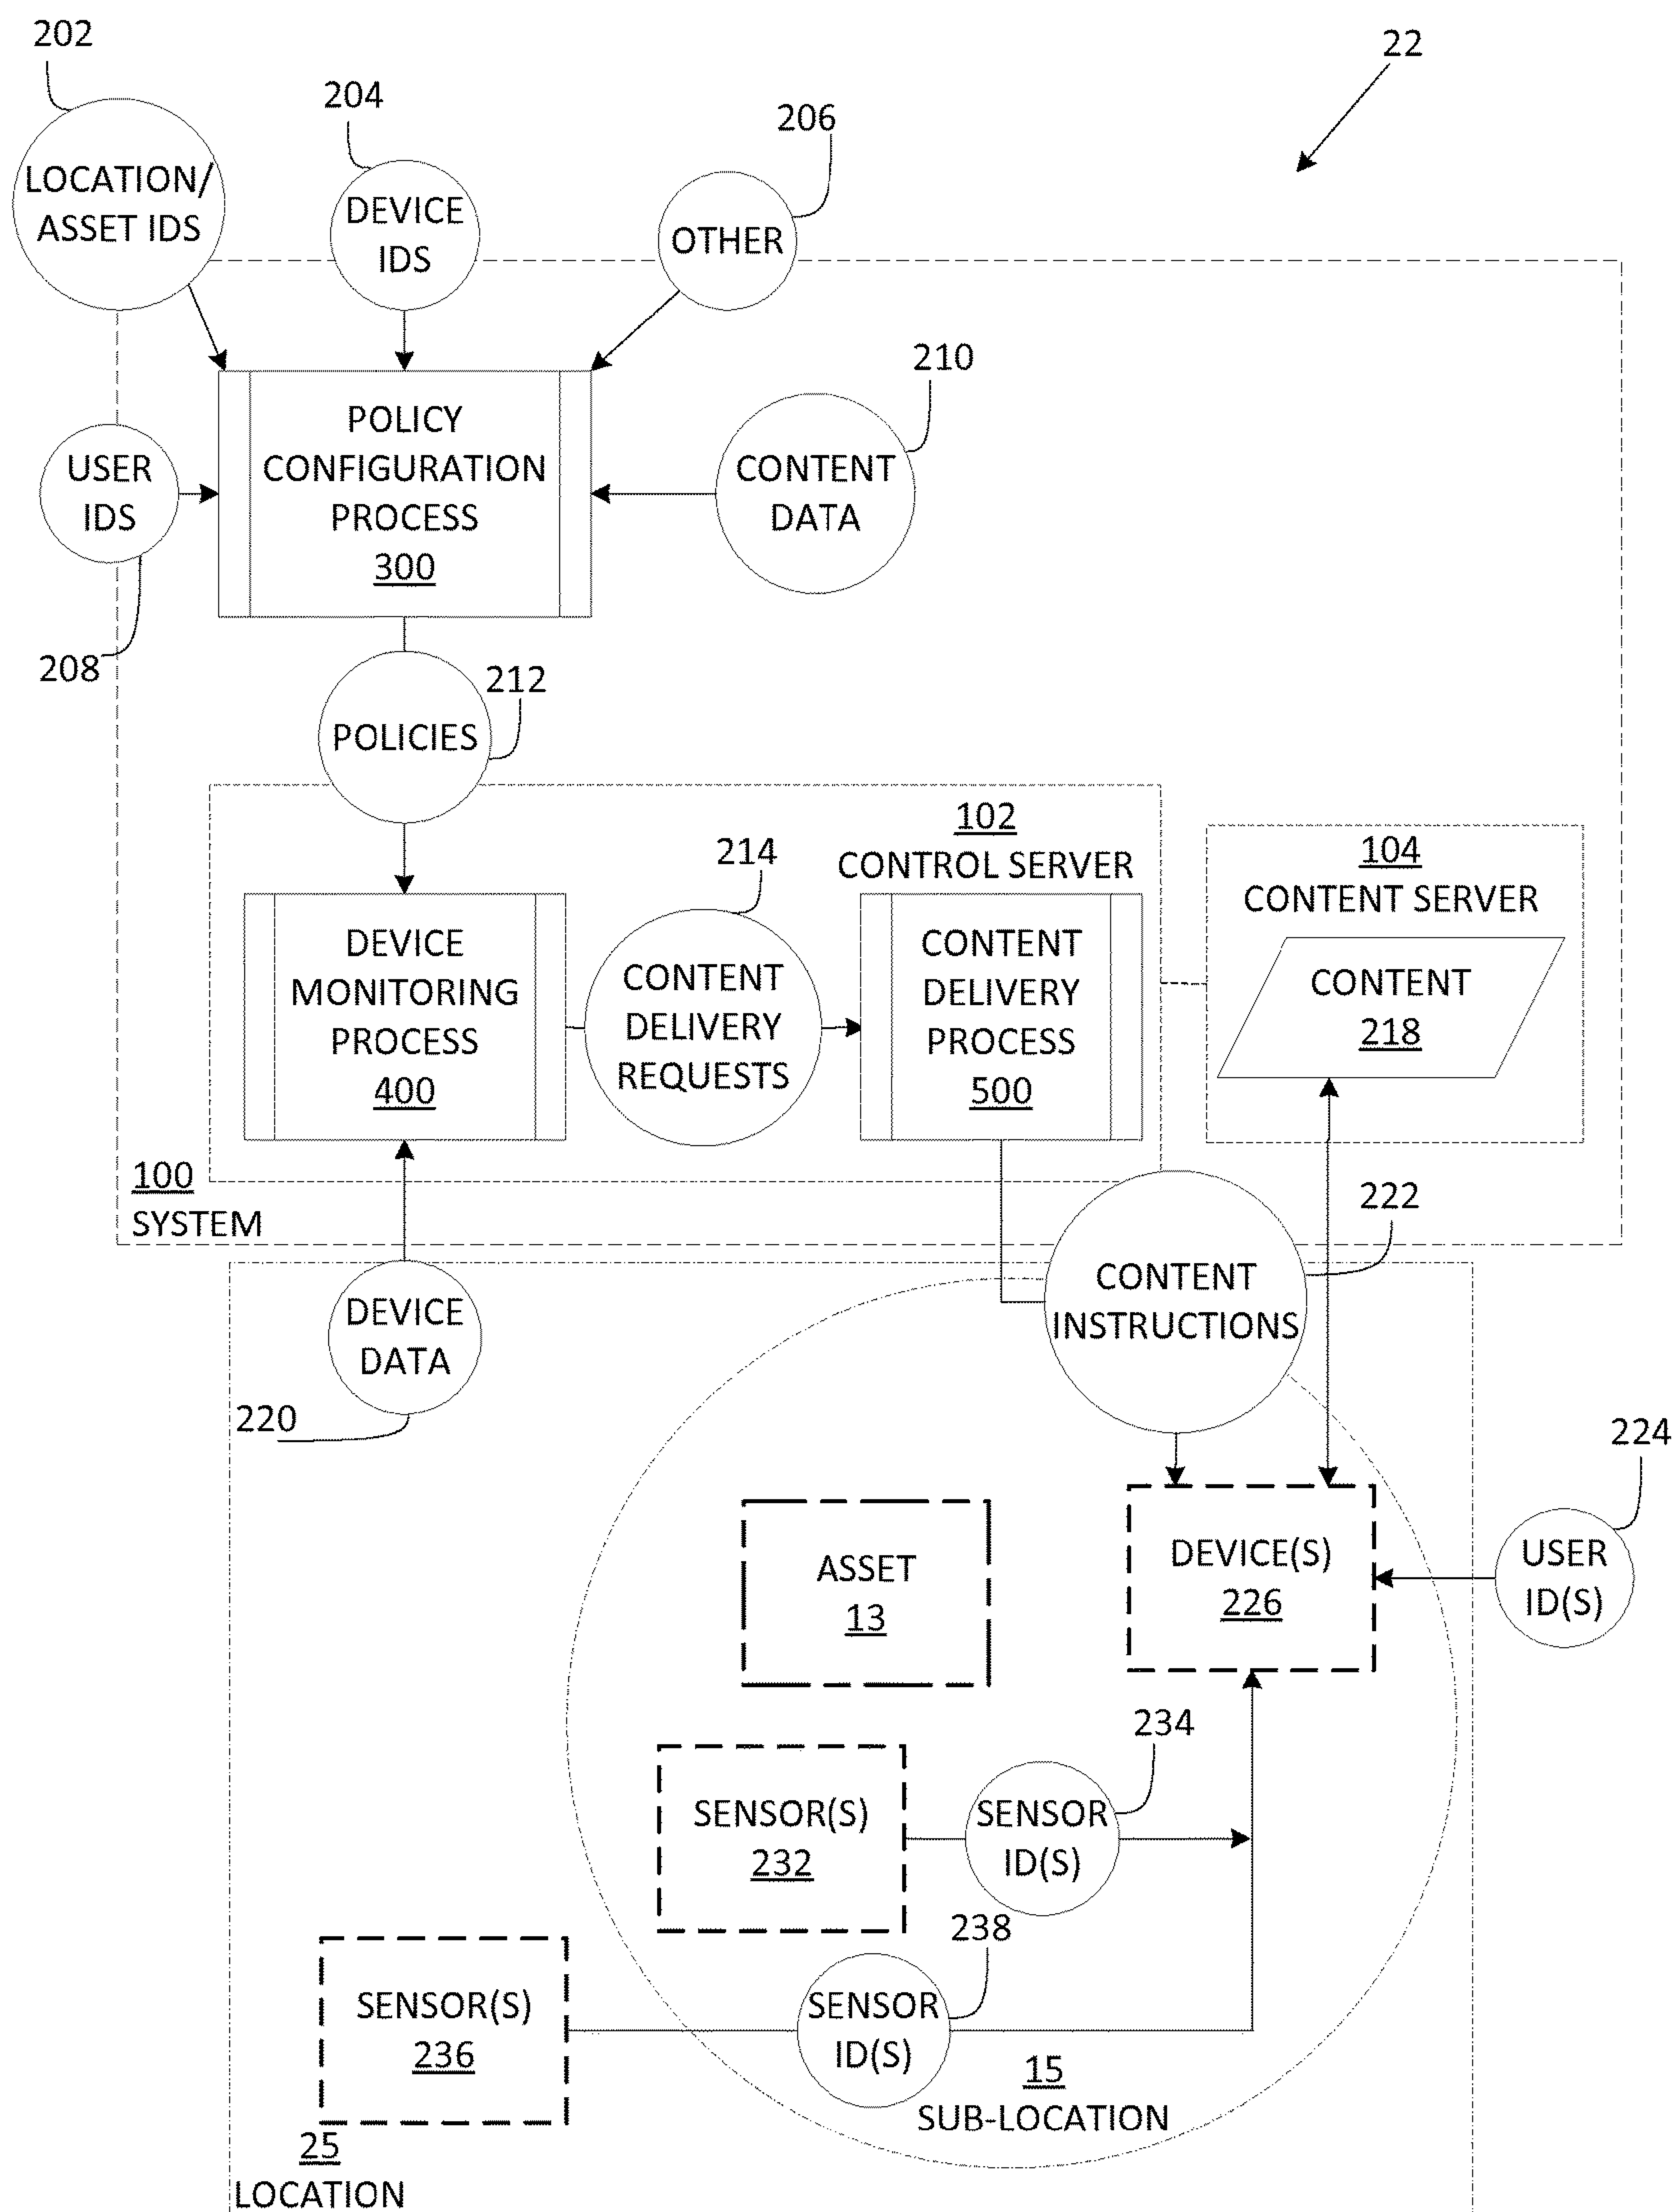 202
22
204
206
LOCATION/
ASSET IDS
DEVICE
IDS
OTHER
210
POLICY
CONFIGURATION
PROCESS
300
USER
IDS
CONTENT
DATA
208
212
POLICIES
102
CONTROL SERVER
104
CONTENT SERVER
214
DEVICE
MONITORING
PROCESS
400
CONTENT
DELIVERY
REQUESTS
CONTENT
DELIVERY
PROCESS
500
CONTENT
218
100
SYSTEM
222
CONTENT
INSTRUCTIONS
DEVICE
DATA
220
224
ASSET
13
DEVICE(S)
226
USER
ID(S)
234
SENSOR(S)
232
SENSOR
ID(S)
238
SENSOR(S)
236
SENSOR
ID(S)
15
SUB-LOCATION
25
LOCATION